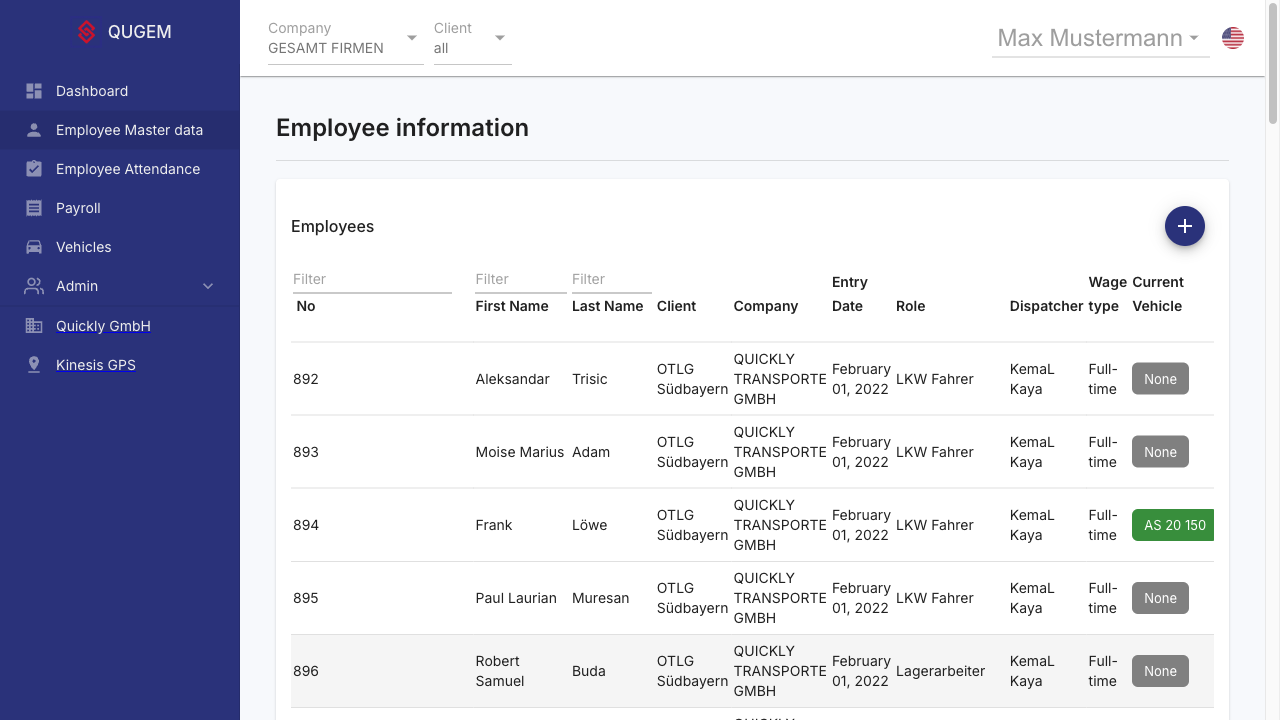 QUGEM
Dashboard
Employee Master data
Employee Attendance
Payroll
Vehicles
Admin
Quickly GmbH
Kinesis GPS
Company
GESAMT FIRMEN
Client
all
Max Mustermann
Employee information
Employees
Filter Filter Filter
No First Name Last Name Client Company Entry Date Role Dispatcher Wage type Current Vehicle
892 Aleksandar Trisic OTLG Südbayern QUICKLY TRANSPORTE GMBH February 01, 2022 LKW Fahrer KemaL Kaya Full-time None
893 Moise Marius Adam OTLG Südbayern QUICKLY TRANSPORTE GMBH February 01, 2022 LKW Fahrer KemaL Kaya Full-time None
894 Frank Löwe OTLG Südbayern QUICKLY TRANSPORTE GMBH February 01, 2022 LKW Fahrer KemaL Kaya Full-time AS 20 150
895 Paul Laurian Muresan OTLG Südbayern QUICKLY TRANSPORTE GMBH February 01, 2022 LKW Fahrer KemaL Kaya Full-time None
896 Robert Samuel Buda OTLG Südbayern QUICKLY TRANSPORTE GMBH February 01, 2022 Lagerarbeiter KemaL Kaya Full-time None